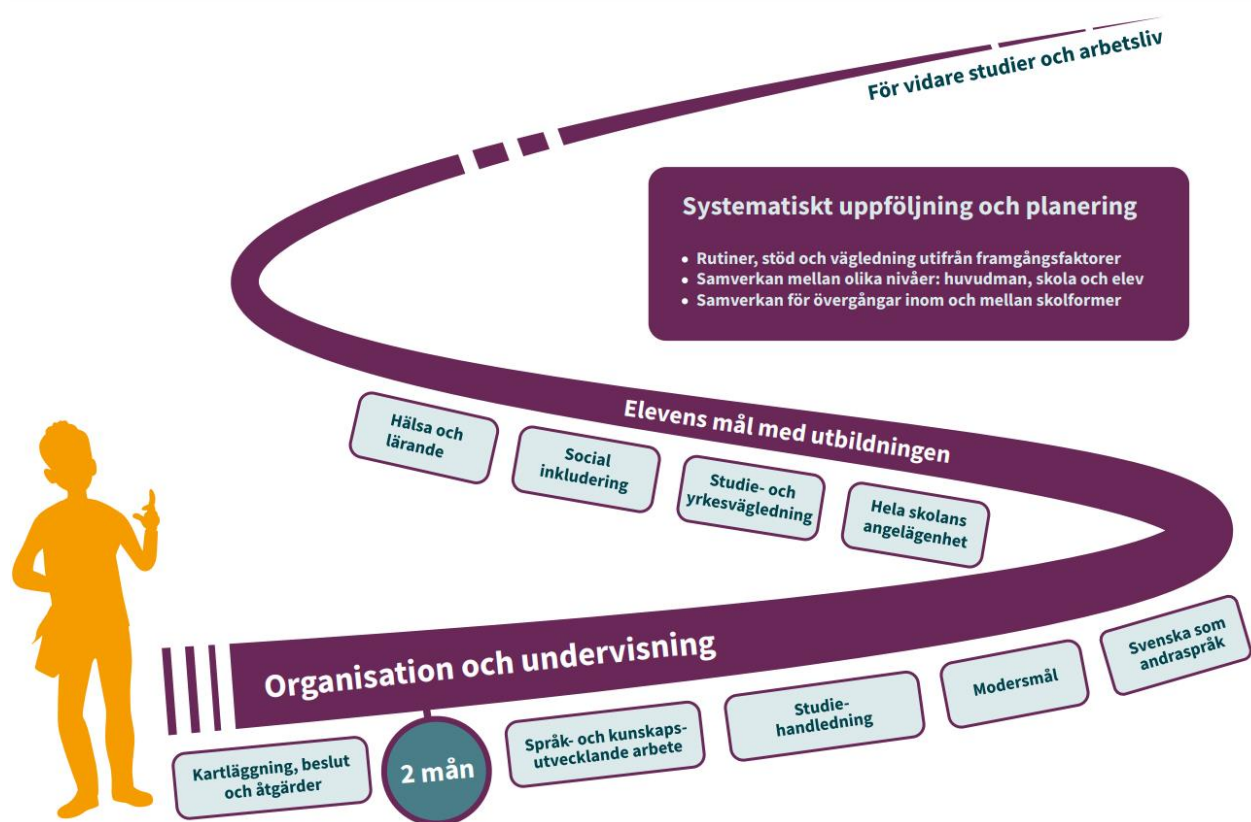 För vidare studier och arbetsliv
Systematiskt uppföljning och planering
• Rutiner, stöd och vägledning utifrån framgångsfaktorer
• Samverkan mellan olika nivåer: huvudman, skola och elev
• Samverkan för övergångar inom och mellan skolformer
Elevens mål med utbildningen
Hälsa och
lärande
Social
inkludering
Studie- och
yrkesvägledning
Hela skolans
angelägenhet
Organisation och undervisning
Kartläggning, beslut
och åtgärder
2 mån
Språk- och kunskaps-
utvecklande arbete
Studie-
handledning
Modersmål
Svenska som
andraspråk